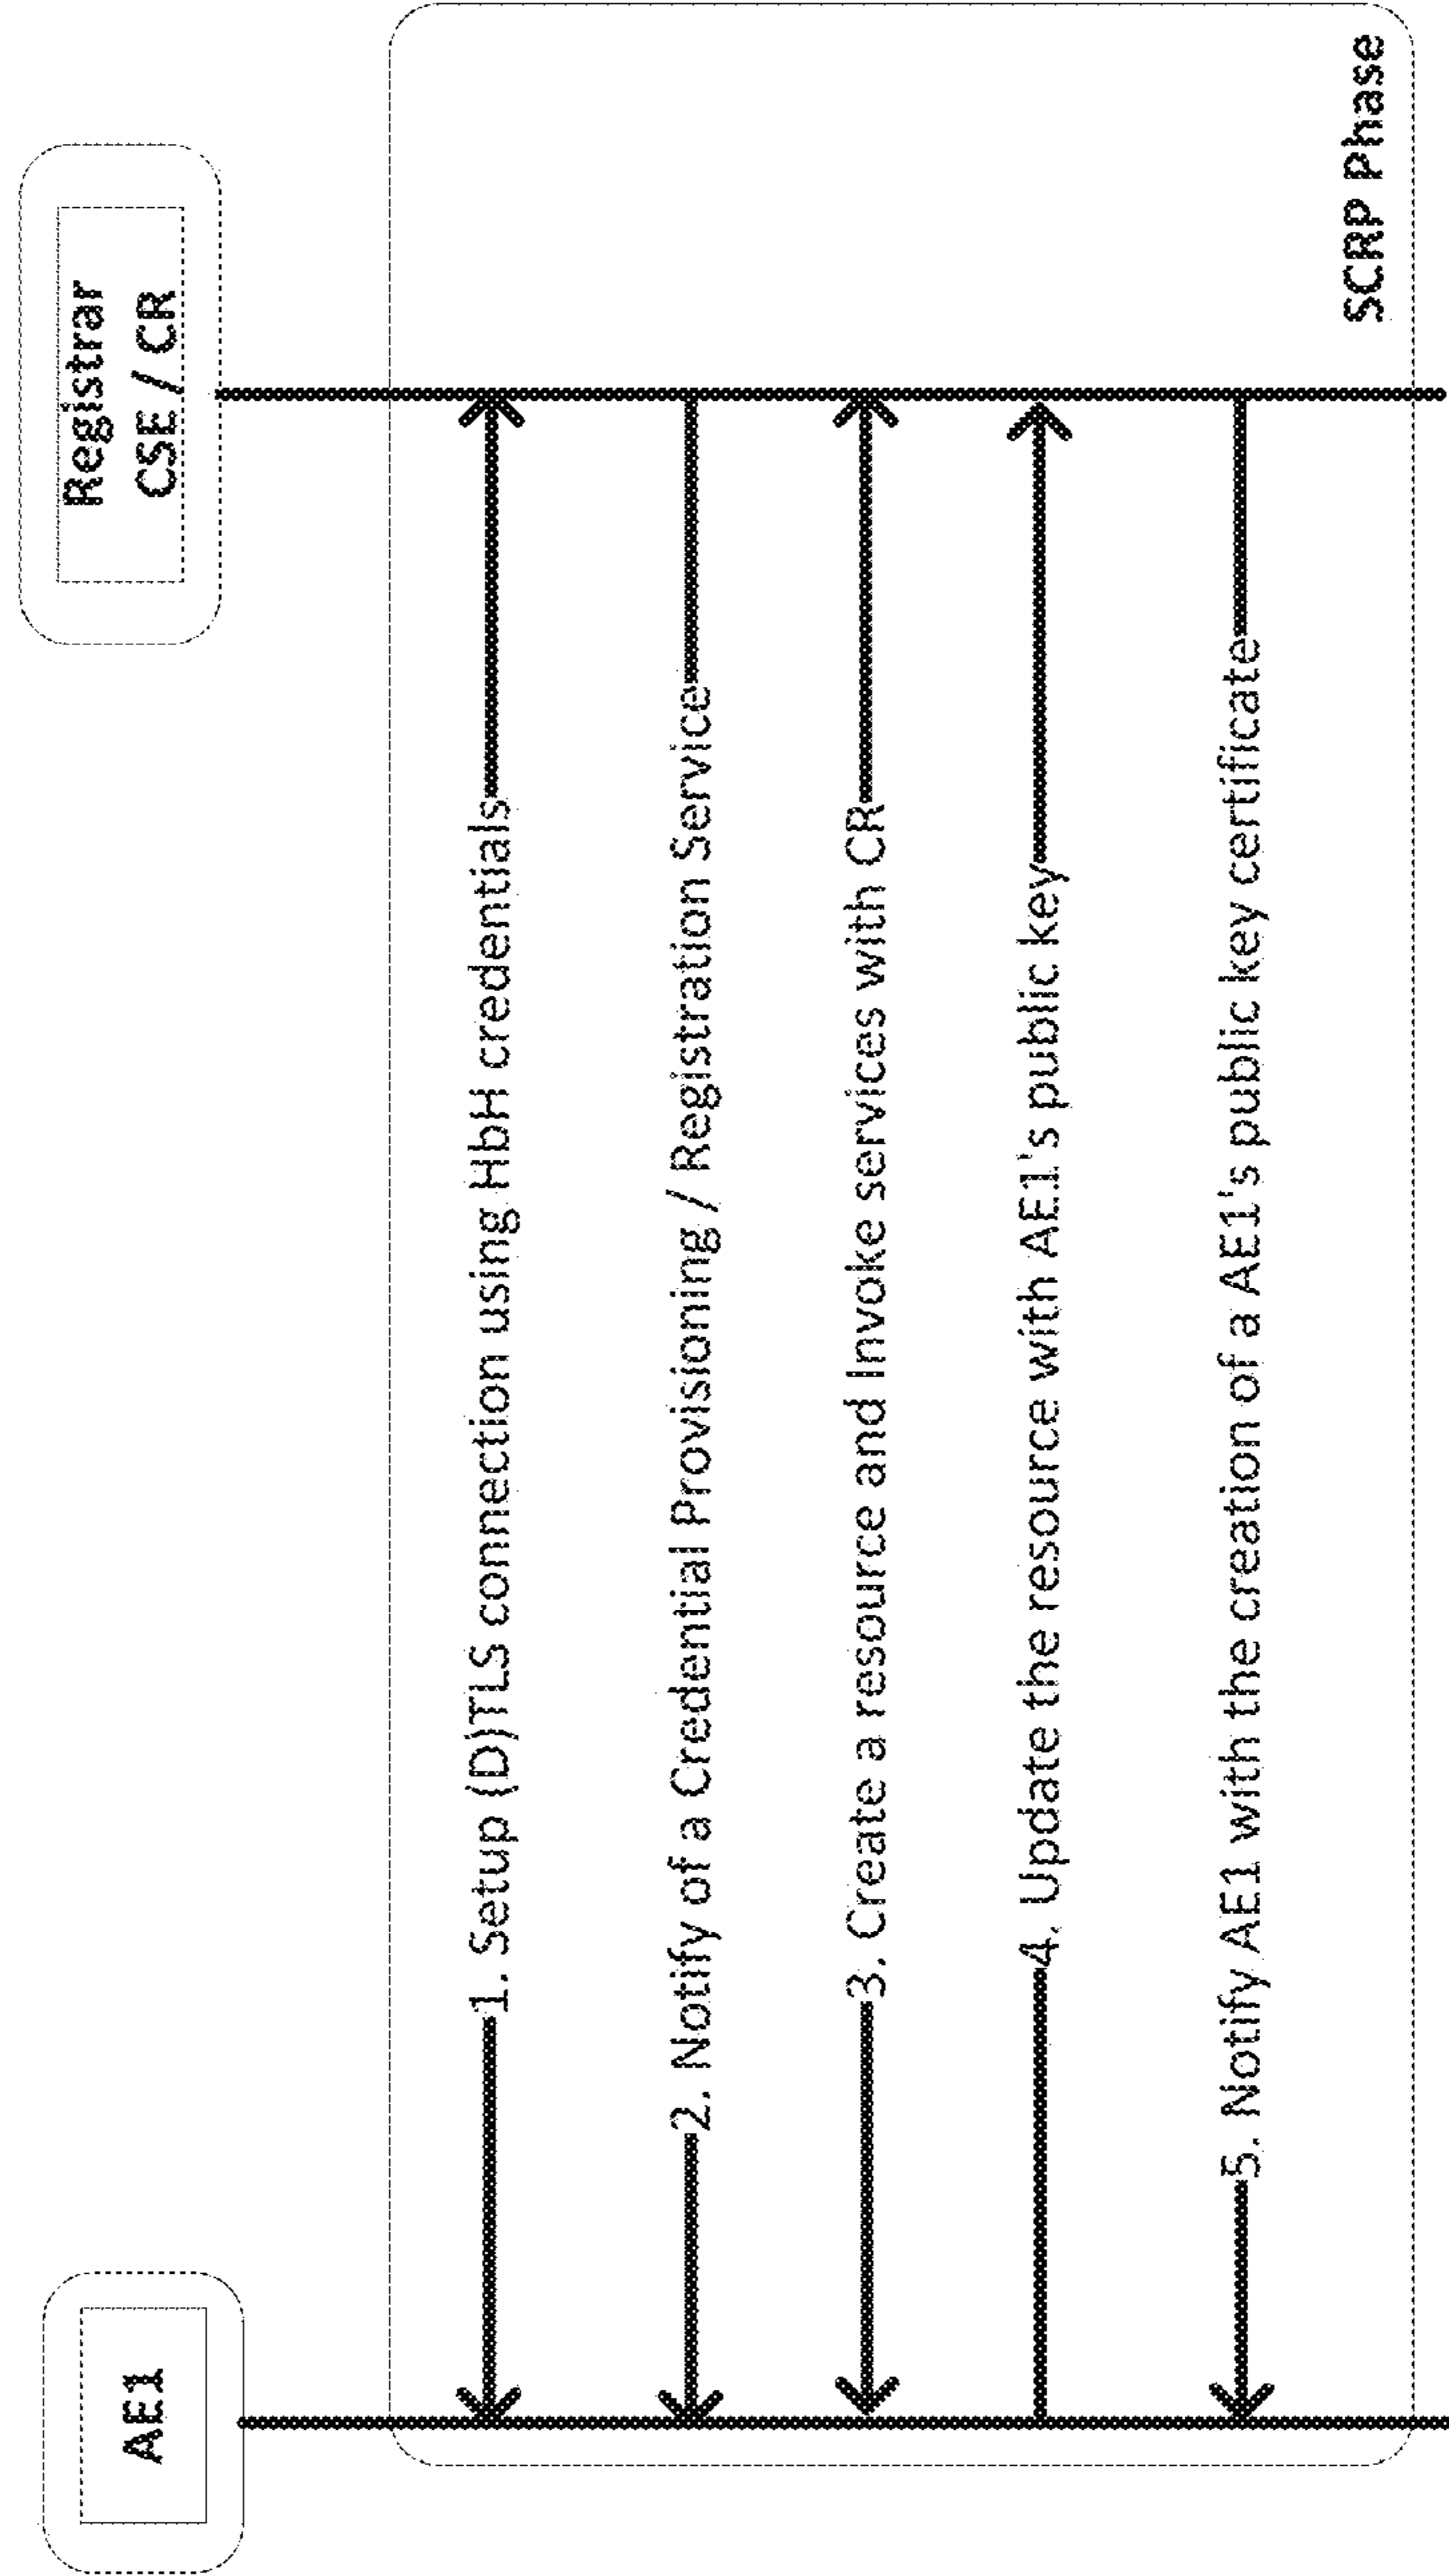 AE1
Registrar
CSE / CR
1. Setup (D)TLS connection using HbH credentials
2. Notify of a Credential Provisioning / Registration Service
3. Create a resource and Invoke services with CR
4. Update the resource with AE1's public key
5. Notify AE1 with the creation of a AE1's public key certificate
SCRP Phase